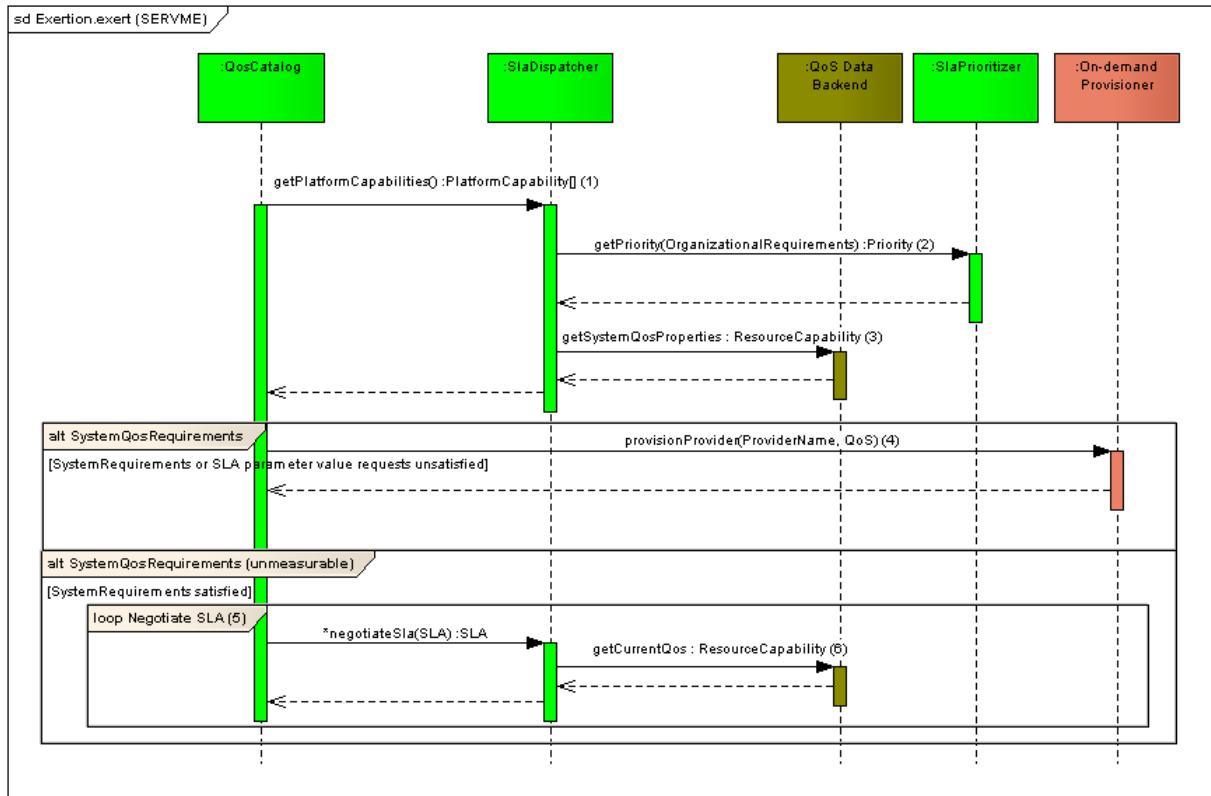 sd Exertion.exert (SERVME)
:QosCatalog
:SlaDispatcher
:QoS Data
Backend
:SlaPrioritizer
:On-demand
Provisioner
getPlatformCapabilities() :PlatformCapability[] (1)
getPriority(OrganizationalRequirements) :Priority (2)
getSystemQosProperties : ResourceCapability (3)
alt SystemQosRequirements
provisionProvider(ProviderName, QoS) (4)
[SystemRequirements or SLA parameter value requests unsatisfied]
alt SystemQosRequirements (unmeasurable)
[SystemRequirements satisfied]
loop Negotiate SLA (5)
*negotiateSla(SLA) :SLA
getCurrentQos : ResourceCapability (6)